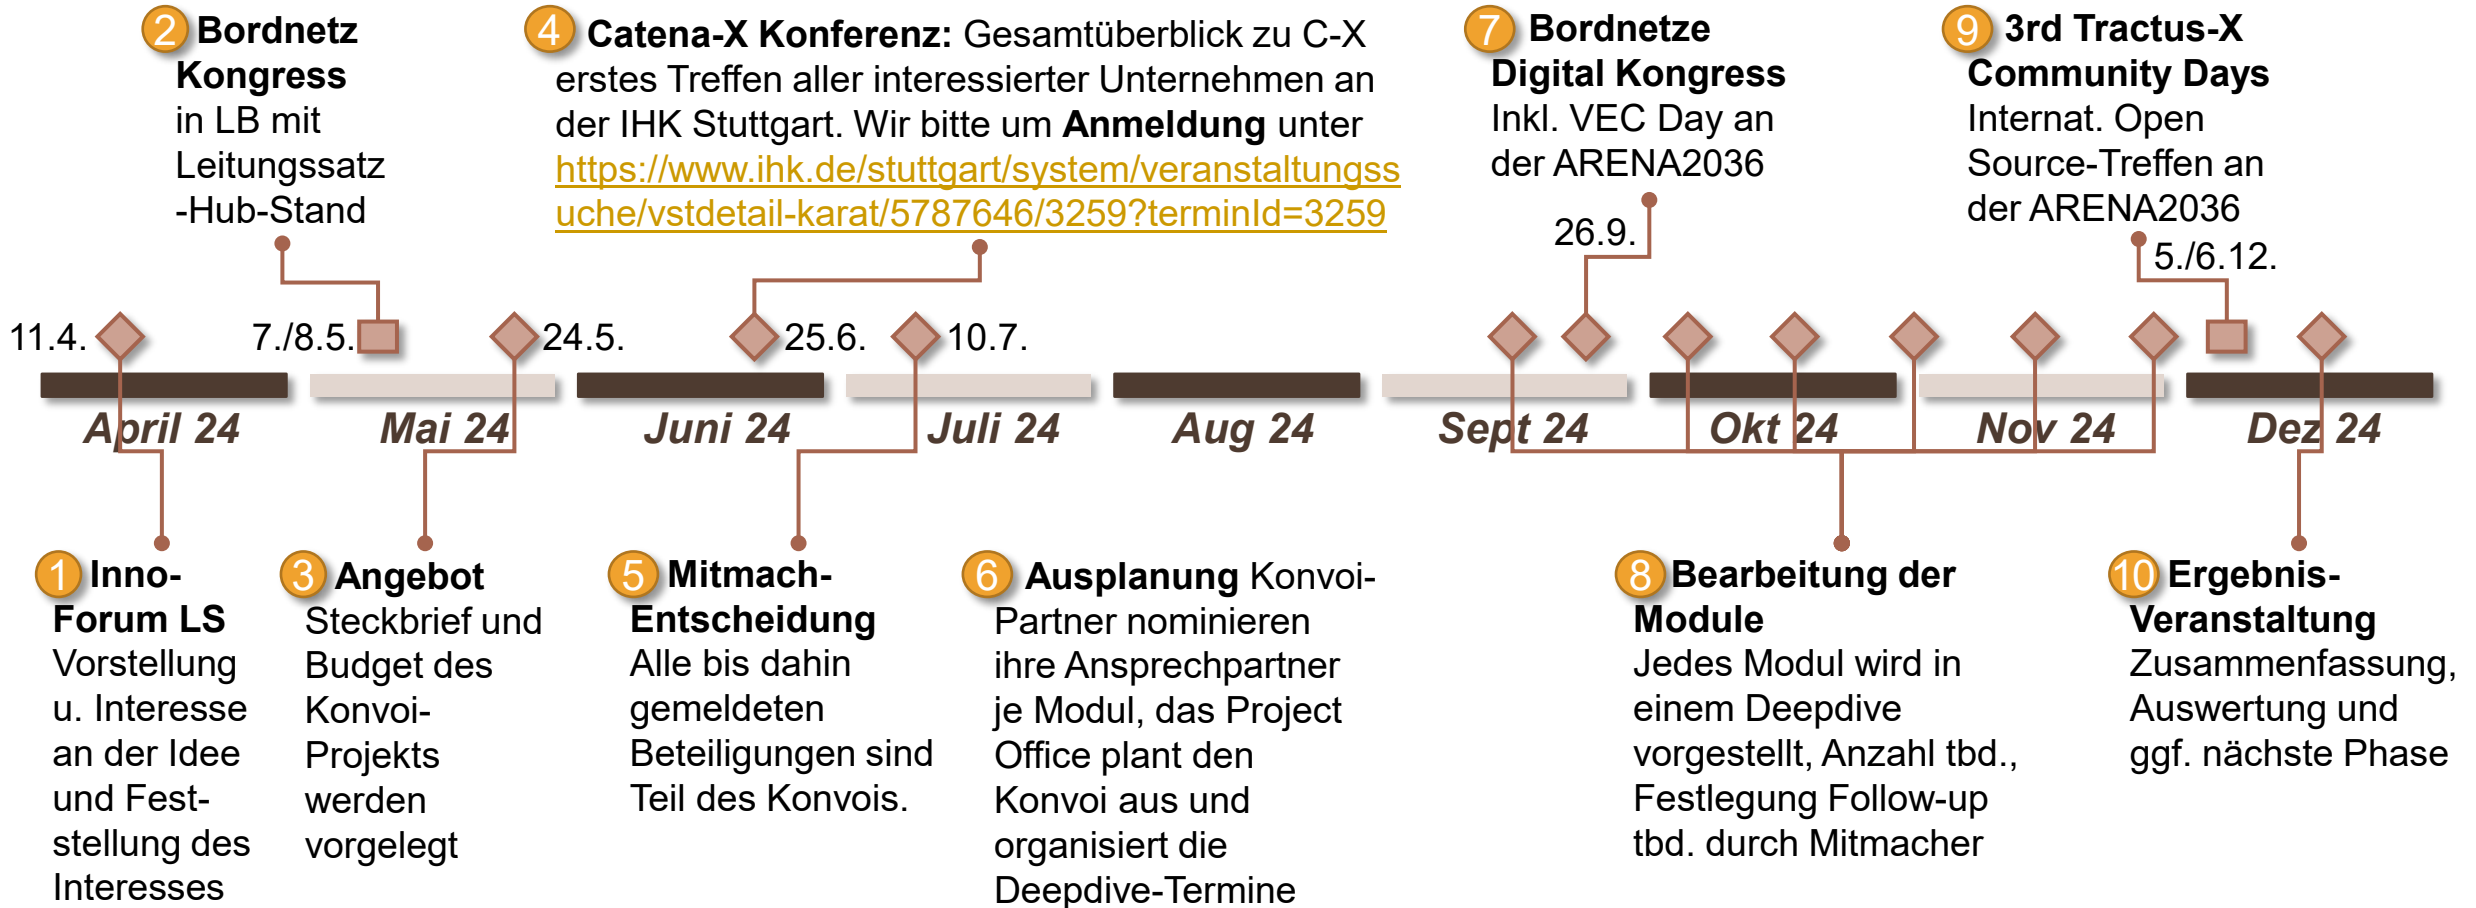 2 Bordnetz
Kongress
in LB mit
Leitungssatz
-Hub-Stand
4 Catena-X Konferenz: Gesamtüberblick zu C-X
erstes Treffen aller interessierter Unternehmen an
der IHK Stuttgart. Wir bitte um Anmeldung unter
https://www.ihk.de/stuttgart/system/veranstaltungss
uche/vstdetail-karat/5787646/3259?terminId=3259
7 Bordnetze
Digital Kongress
Inkl. VEC Day an
der ARENA2036
9 3rd Tractus-X
Community Days
Internat. Open
Source-Treffen an
der ARENA2036
26.9.
5./6.12.
11.4.
7./8.5.
24.5.
25.6.
10.7.
April 24
Mai 24
Juni 24
Juli 24
Aug 24
Sept 24
Okt 24
Nov 24
Dez 24
1 Inno-
Forum LS
Vorstellung
u. Interesse
an der Idee
und Fest-
stellung des
Interesses
3 Angebot
Steckbrief und
Budget des
Konvoi-
Projekts
werden
vorgelegt
5 Mitmach-
Entscheidung
Alle bis dahin
gemeldeten
Beteiligungen sind
Teil des Konvois.
6 Ausplanung Konvoi-
Partner nominieren
ihre Ansprechpartner
je Modul, das Project
Office plant den
Konvoi aus und
organisiert die
Deepdive-Termine
8 Bearbeitung der
Module
Jedes Modul wird in
einem Deepdive
vorgestellt, Anzahl tbd.,
Festlegung Follow-up
tbd. durch Mitmacher
10 Ergebnis-
Veranstaltung
Zusammenfassung,
Auswertung und
ggf. nächste Phase